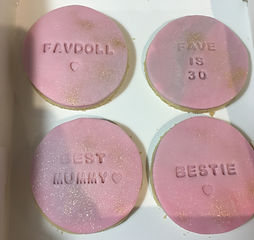 FAVDOLL
♡
FAVE
IS
30
BEST
MUMMY♡
BESTIE
♡